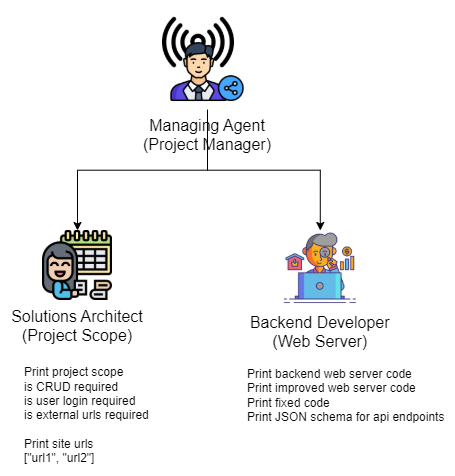 Managing Agent
(Project Manager)
Solutions Architect
(Project Scope)
Print project scope
is CRUD required
is user login required
is external urls required
Print site urls
["url1", "url2"]
Backend Developer
(Web Server)
Print backend web server code
Print improved web server code
Print fixed code
Print JSON schema for api endpoints